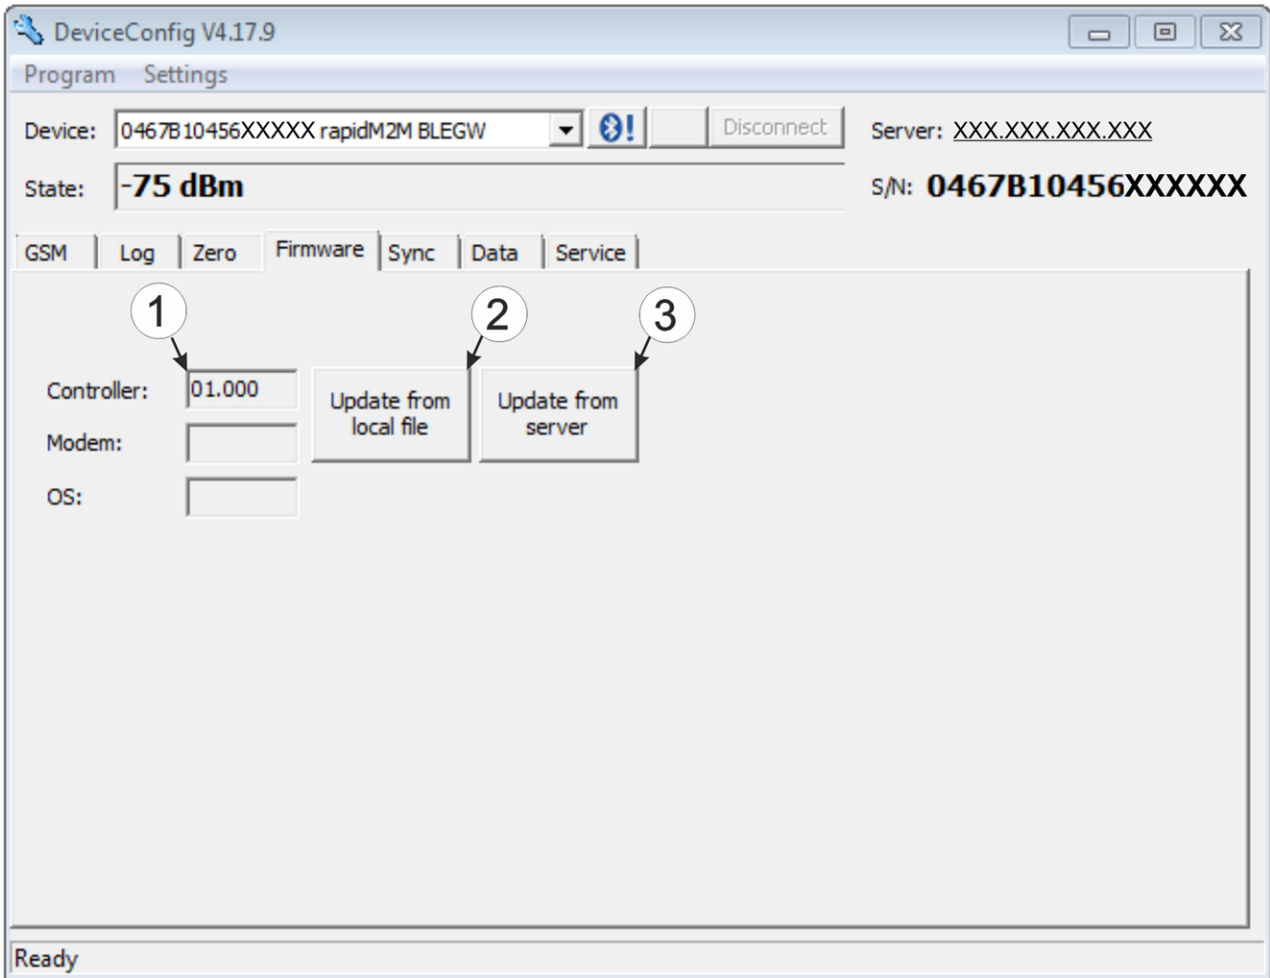 DeviceConfig V4.17.9
Program Settings
Device: 0467B10456XXXXX rapidM2M BLEGW ! Disconnect Server: XXX.XXX.XXX.XXX
State: -75 dBm S/N: 0467B10456XXXXXX
GSM Log Zero Firmware Sync Data Service
1 2 3
Controller: 01.000
Update from local file
Update from server
Modem:
OS:
Ready